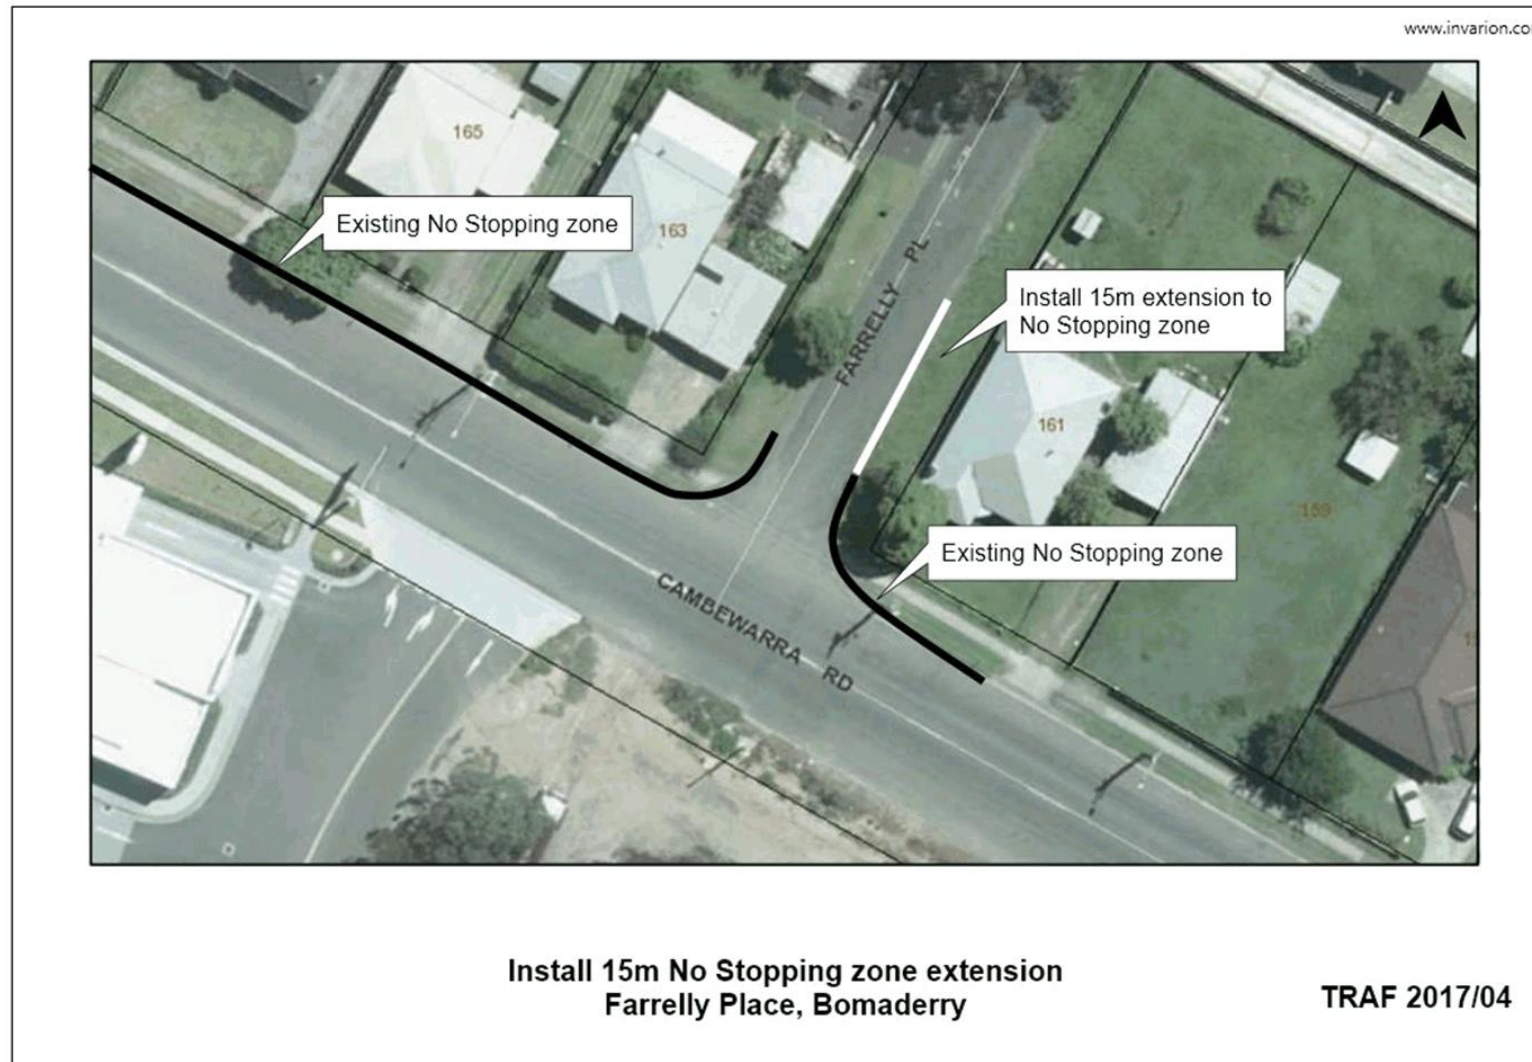 www.invarion.co
165
Existing No Stopping zone
163
FARRELLY PL
Install 15m extension to
No Stopping zone
161
159
Existing No Stopping zone
CAMBEWARRA RD
Install 15m No Stopping zone extension
Farrelly Place, Bomaderry
TRAF 2017/04